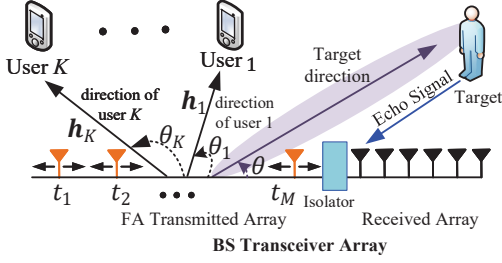 User K
User 1
Target
direction
direction of
user K
h_K
h_1
direction
of user 1
Echo Signal
Target
θ_K
θ_1
θ
t_1
t_2
t_M
Isolator
FA Transmitted Array
Received Array
BS Transceiver Array